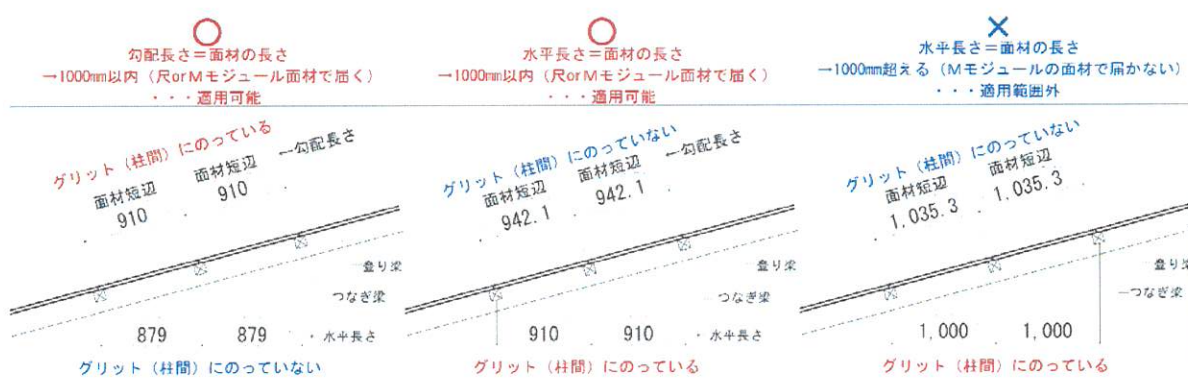 ○
勾配長さ＝面材の長さ
→1000mm以内（尺orMモジュール面材で届く）
・・・適用可能
グリット（柱間）にのっている
面材短辺 面材短辺 ←勾配長さ
910 910
登り梁
つなぎ梁
879 879 ・水平長さ
グリット（柱間）にのっていない
○
水平長さ＝面材の長さ
→1000mm以内（尺orMモジュール面材で届く）
・・・適用可能
グリット（柱間）にのっていない
面材短辺 面材短辺 ←勾配長さ
942.1 942.1
登り梁
つなぎ梁
910 910 ・水平長さ
グリット（柱間）にのっている
×
水平長さ＝面材の長さ
→1000mm超える（Mモジュールの面材で届かない）
・・・適用範囲外
グリット（柱間）にのっていない
面材短辺 面材短辺
1,035.3 1,035.3
登り梁
つなぎ梁
1,000 1,000
グリット（柱間）にのっている